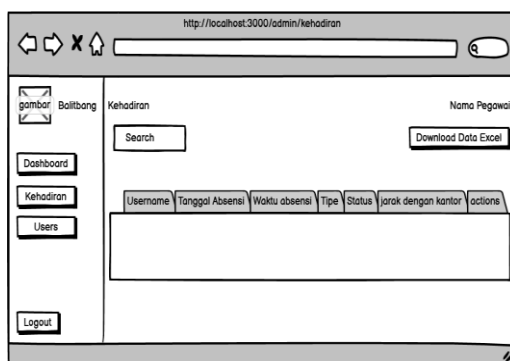 http://localhost:3000/admin/kehadiran
gambar Balitbang Kehadiran Nama Pegawai
Search Download Data Excel
Dashboard
Kehadiran
Username Tanggal Absensi Waktu absensi Tipe Status jarak dengan kantor actions
Users
Logout